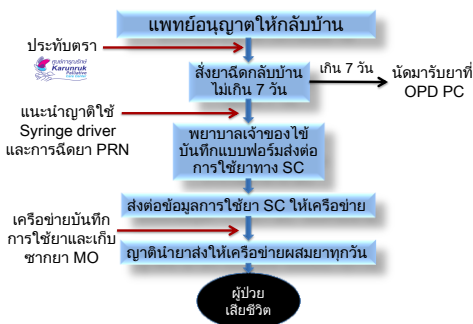 แพทย์อนุญาตให้กลับบ้าน
ประทับตรา
ศูนย์การุณรักษ์
Karunruk
Palliative
สั่งยาฉีดกลับบ้าน
ไม่เกิน 7 วัน
เกิน 7 วัน
นัดมารับยาที่
OPD PC
แนะนำญาติใช้
Syringe driver
และการฉีดยา PRN
พยาบาลเจ้าของไข้
บันทึกแบบฟอร์มส่งต่อ
การใช้ยาทาง SC
ส่งต่อข้อมูลการใช้ยา SC ให้เครือข่าย
เครือข่ายบันทึก
การใช้ยาและเก็บ
ซากยา MO
ญาตินำยาส่งให้เครือข่ายผสมยาทุกวัน
ผู้ป่วย
เสียชีวิต